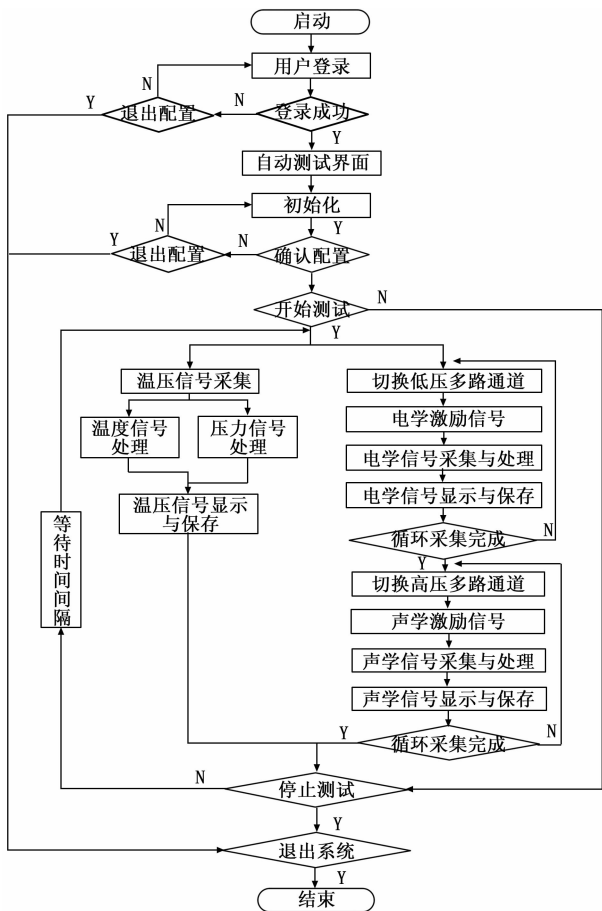 启动
用户登录
N
Y
退出配置
N
登录成功
Y
自动测试界面
初始化
N
Y
Y
退出配置
N
确认配置
开始测试
N
Y
温压信号采集
切换低压多路通道
温度信号
处理
压力信号
处理
电学激励信号
电学信号采集与处理
温压信号显示
与保存
电学信号显示与保存
等待时间间隔
循环采集完成
N
Y
切换高压多路通道
声学激励信号
声学信号采集与处理
声学信号显示与保存
Y
循环采集完成
N
N
停止测试
Y
退出系统
Y
结束